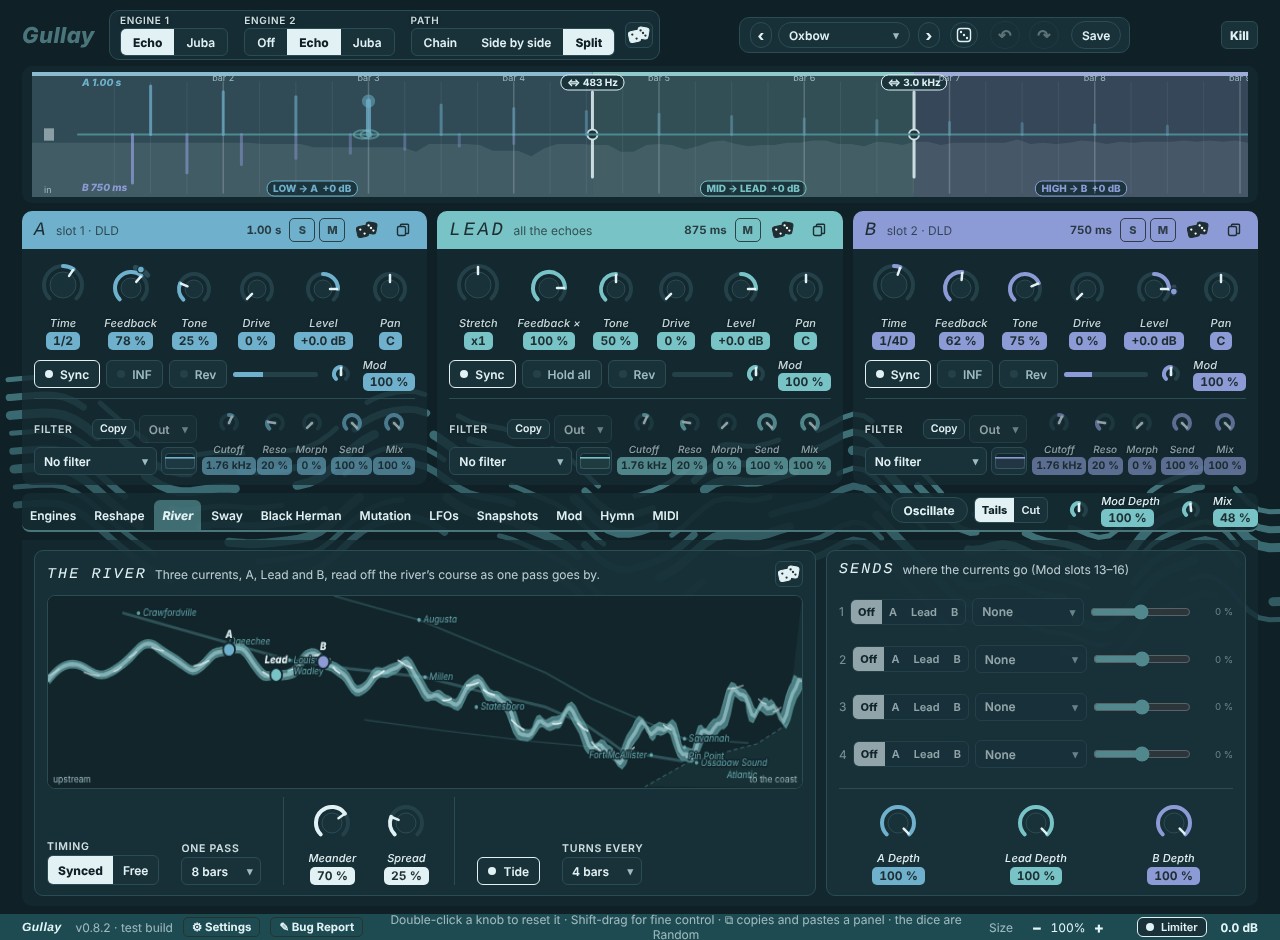 Gullay
ENGINE 1
Echo Juba
ENGINE 2
Off Echo Juba
PATH
Chain Side by side Split
‹ Oxbow ▾ › ↶ ↷ Save
Kill
A 1.00 s bar 2 bar 3 bar 4 ⇔ 483 Hz bar 5 bar 6 ⇔ 3.0 kHz bar 7 bar 8
in B 750 ms LOW → A +0 dB MID → LEAD +0 dB HIGH → B +0 dB
A slot 1 · DLD 1.00 s S M
Time Feedback Tone Drive Level Pan
1/2 78 % 25 % 0 % +0.0 dB C
Sync INF Rev Mod 100 %
FILTER Copy Out ▾ Cutoff Reso Morph Send Mix
No filter ▾ 1.76 kHz 20 % 0 % 100 % 100 %
LEAD all the echoes 875 ms M
Stretch Feedback × Tone Drive Level Pan
x1 100 % 50 % 0 % +0.0 dB C
Sync Hold all Rev Mod 100 %
FILTER Copy Out ▾ Cutoff Reso Morph Send Mix
No filter ▾ 1.76 kHz 20 % 0 % 100 % 100 %
B slot 2 · DLD 750 ms S M
Time Feedback Tone Drive Level Pan
1/4D 62 % 75 % 0 % +0.0 dB C
Sync INF Rev Mod 100 %
FILTER Copy Out ▾ Cutoff Reso Morph Send Mix
No filter ▾ 1.76 kHz 20 % 0 % 100 % 100 %
Engines Reshape River Sway Black Herman Mutation LFOs Snapshots Mod Hymn MIDI
Oscillate Tails Cut Mod Depth 100 % Mix 48 %
THE RIVER Three currents, A, Lead and B, read off the river's course as one pass goes by.
Crawfordville
Augusta
A
B
Lead
Wadley
Millen
Statesboro
Savannah
Fort McAllister
Pin Point
Ossabaw Sound
Atlantic
upstream
to the coast
TIMING
Synced Free
ONE PASS
8 bars ▾
Meander
70 %
Spread
25 %
Tide
TURNS EVERY
4 bars ▾
SENDS where the currents go (Mod slots 13–16)
1 Off A Lead B None ▾ 0 %
2 Off A Lead B None ▾ 0 %
3 Off A Lead B None ▾ 0 %
4 Off A Lead B None ▾ 0 %
A Depth Lead Depth B Depth
100 % 100 % 100 %
Gullay v0.8.2 · test build ⚙ Settings ✎ Bug Report
Double-click a knob to reset it · Shift-drag for fine control · ⧉ copies and pastes a panel · the dice are
Random
Size − 100% + Limiter 0.0 dB